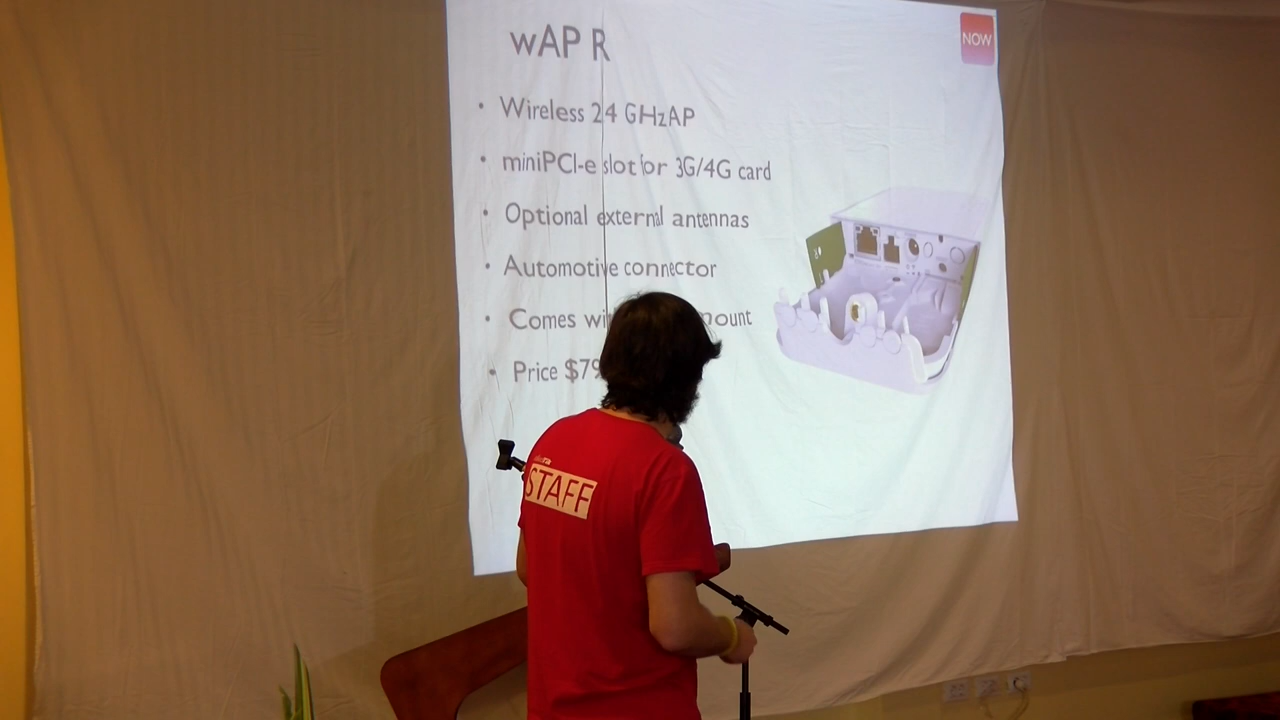 wAP R
NOW
• Wireless 24 GHzAP
• miniPCI-e slot for 3G/4G card
• Optional external antennas
• Automotive connector
• Comes ount
• Price $79
STAFF